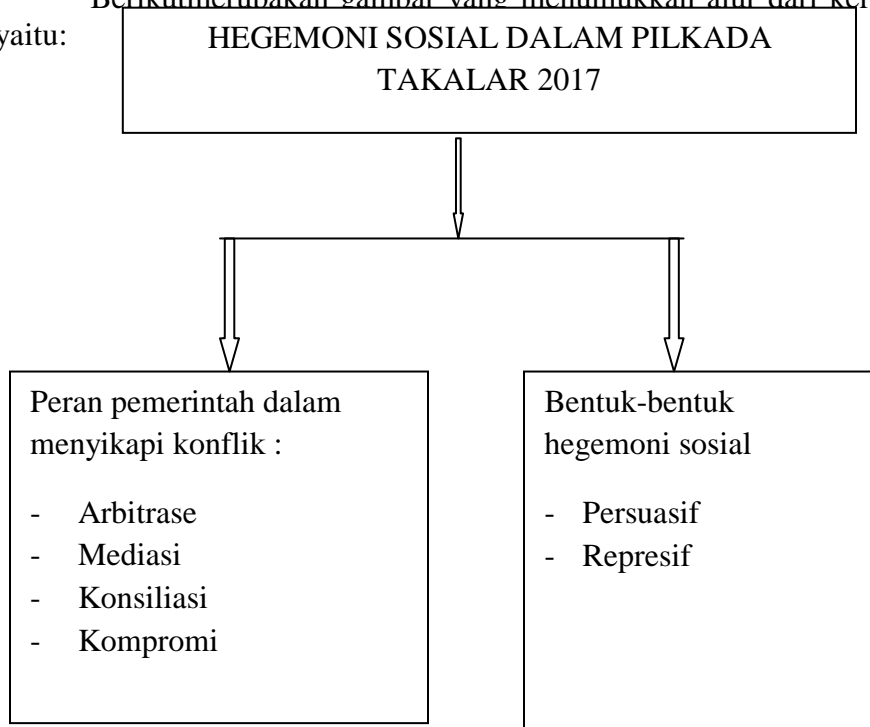 yaitu:
HEGEMONI SOSIAL DALAM PILKADA
TAKALAR 2017
Peran pemerintah dalam
menyikapi konflik :
- Arbitrase
- Mediasi
- Konsiliasi
- Kompromi
Bentuk-bentuk
hegemoni sosial
- Persuasif
- Represif